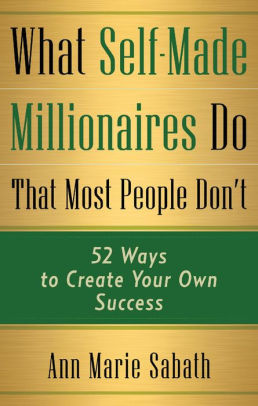 What Self-Made
Millionaires Do
That Most People Don't
52 Ways
to Create Your Own
Success
Ann Marie Sabath